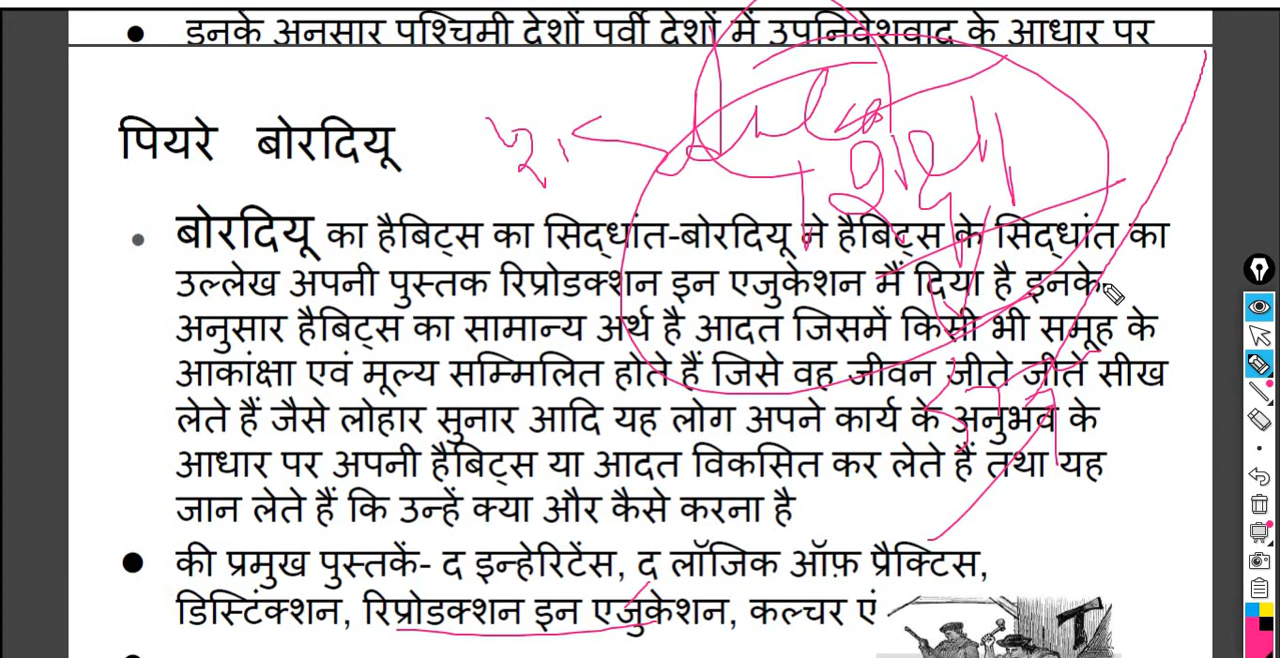 इनके अनुसार पश्चिमी देशों पूर्वी देशों में उपनिवेशवाद के आधार पर
पियरे बोरदियू
बोरदियू का हैबिट्स का सिद्धांत-बोरदियू ने हैबिट्स के सिद्धांत का
उल्लेख अपनी पुस्तक रिप्रोडक्शन इन एजुकेशन में दिया है इनके
अनुसार हैबिट्स का सामान्य अर्थ है आदत जिसमें किसी भी समूह के
आकांक्षा एवं मूल्य सम्मिलित होते हैं जिसे वह जीवन जीते जीते सीख
लेते हैं जैसे लोहार सुनार आदि यह लोग अपने कार्य के अनुभव के
आधार पर अपनी हैबिट्स या आदत विकसित कर लेते हैं तथा यह
जान लेते हैं कि उन्हें क्या और कैसे करना है
की प्रमुख पुस्तकें- द इन्हेरिटेंस, द लॉजिक ऑफ़ प्रैक्टिस,
डिस्टिंक्शन, रिप्रोडक्शन इन एजुकेशन, कल्चर एं